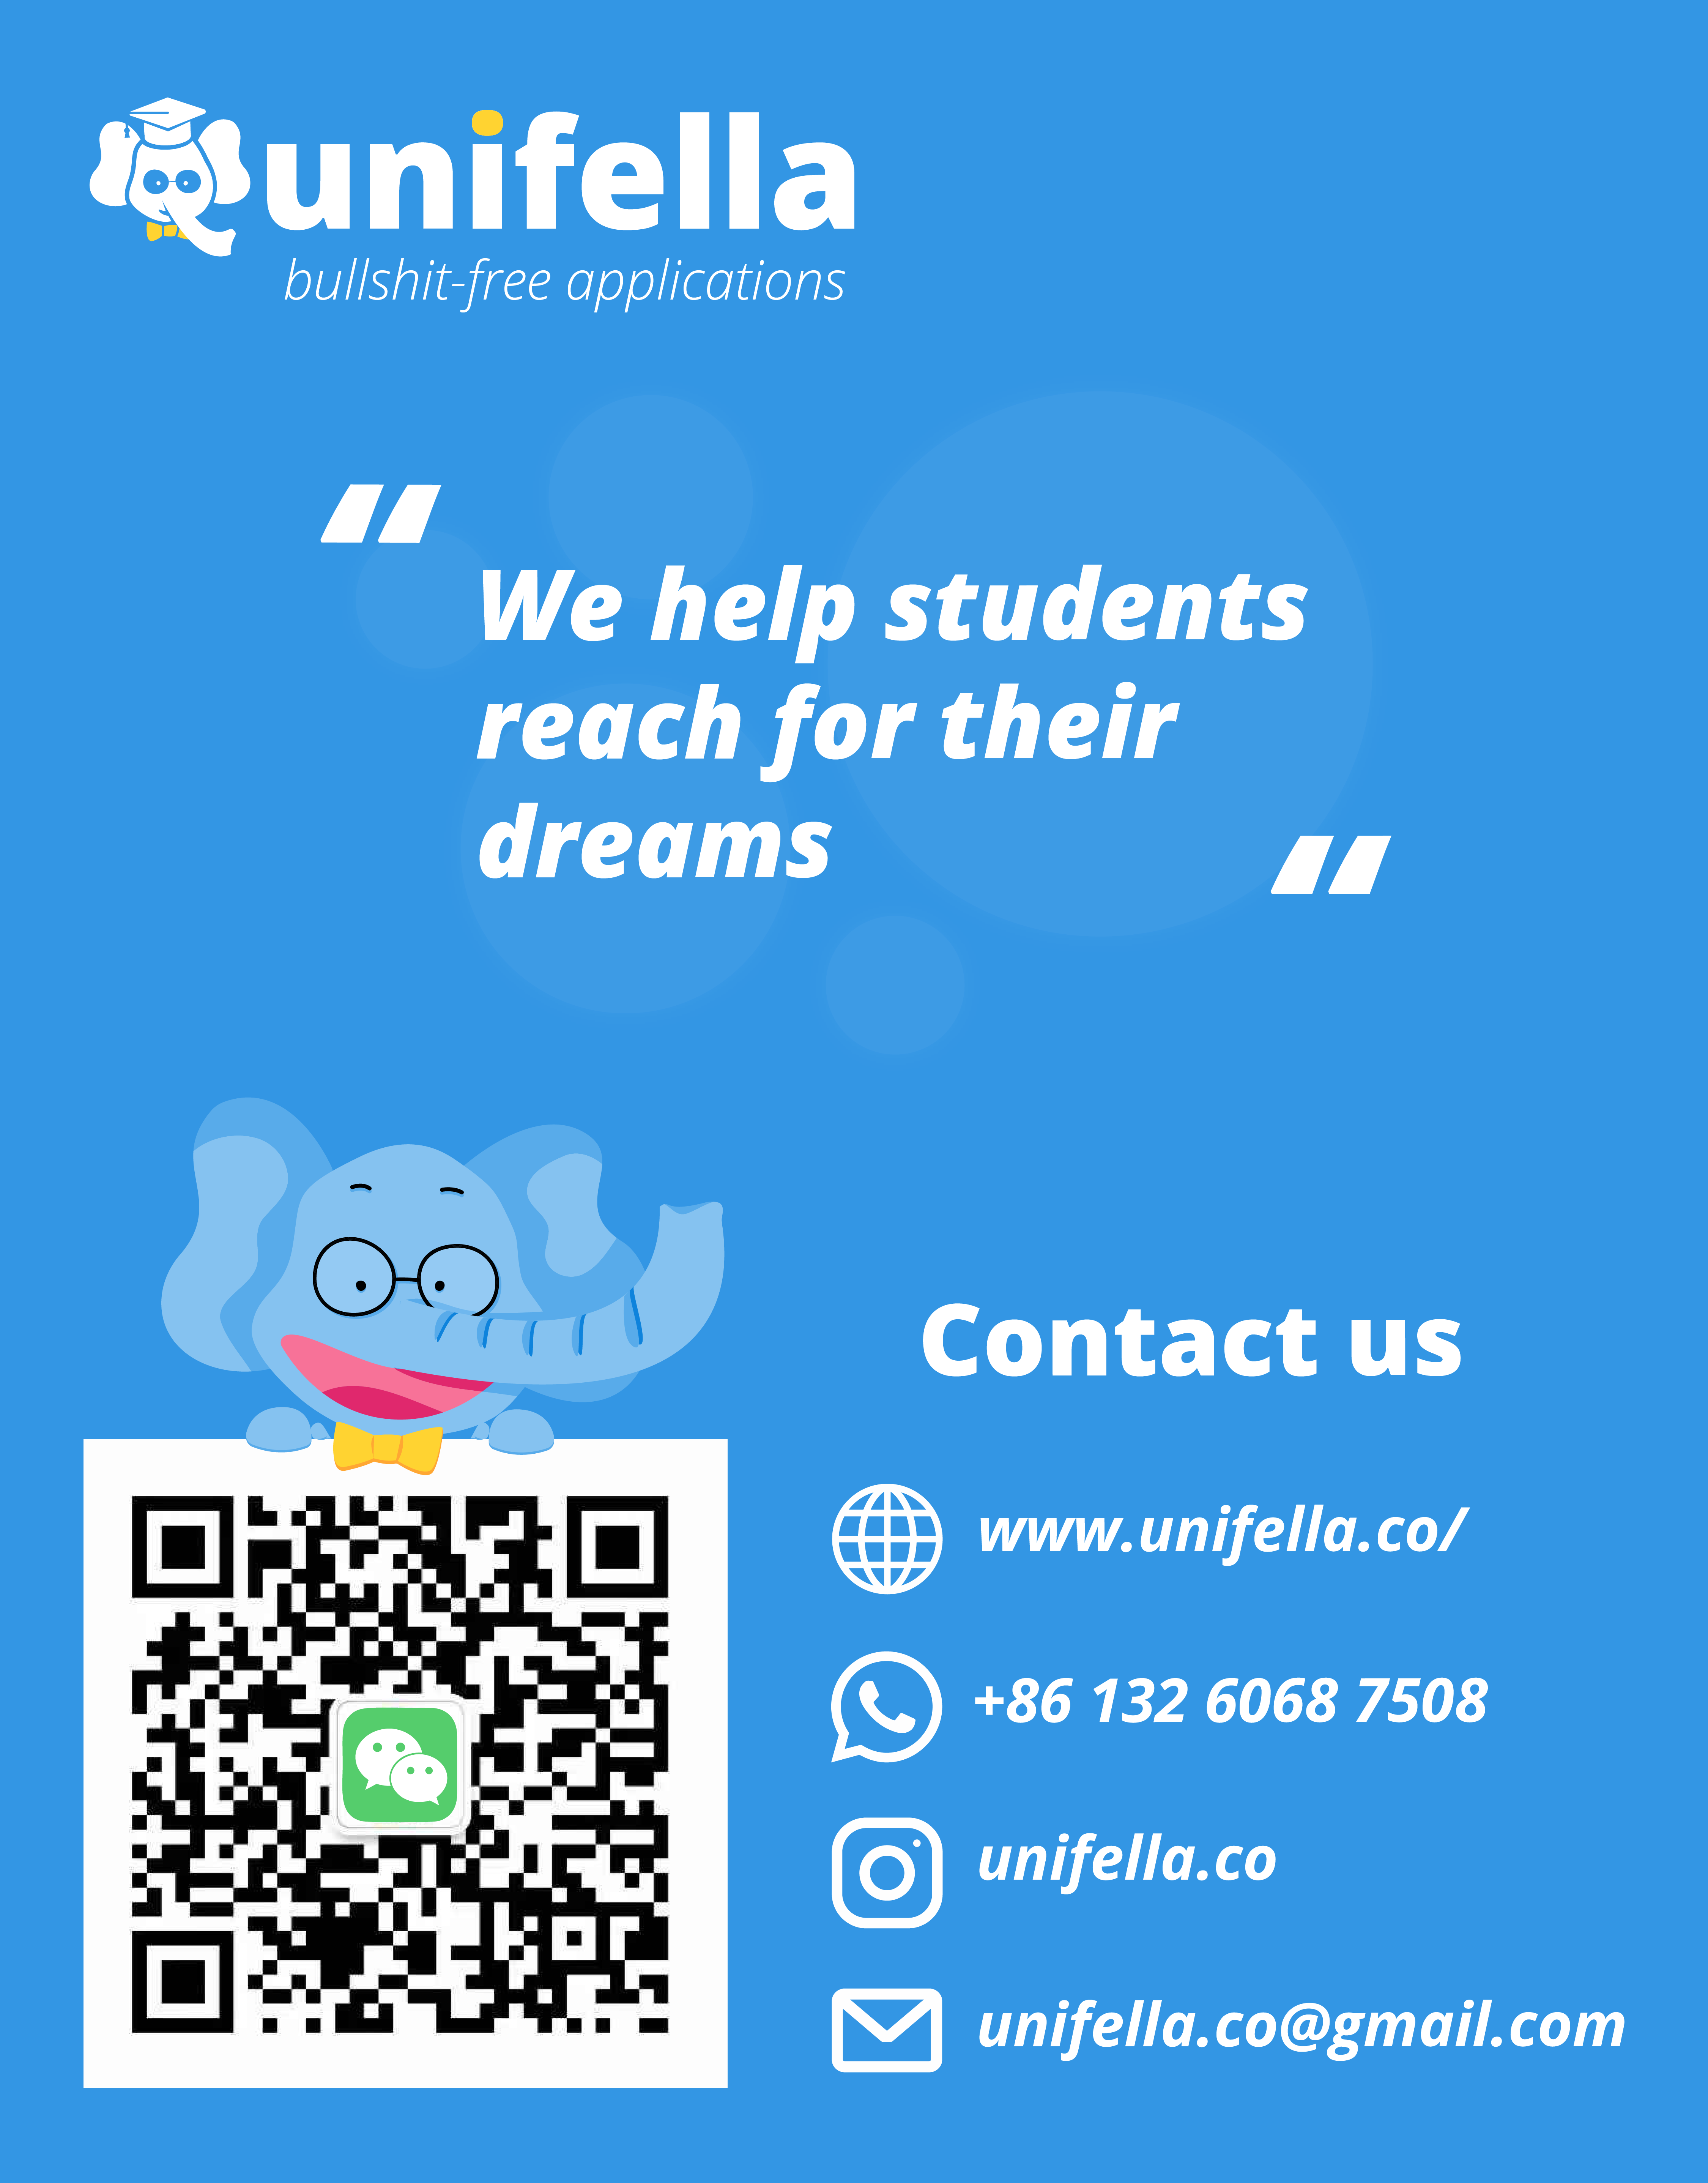 unifella
bullshit-free applications
“
We help students
reach for their
dreams
“
Contact us
www.unifella.co/
+86 132 6068 7508
unifella.co
unifella.co@gmail.com